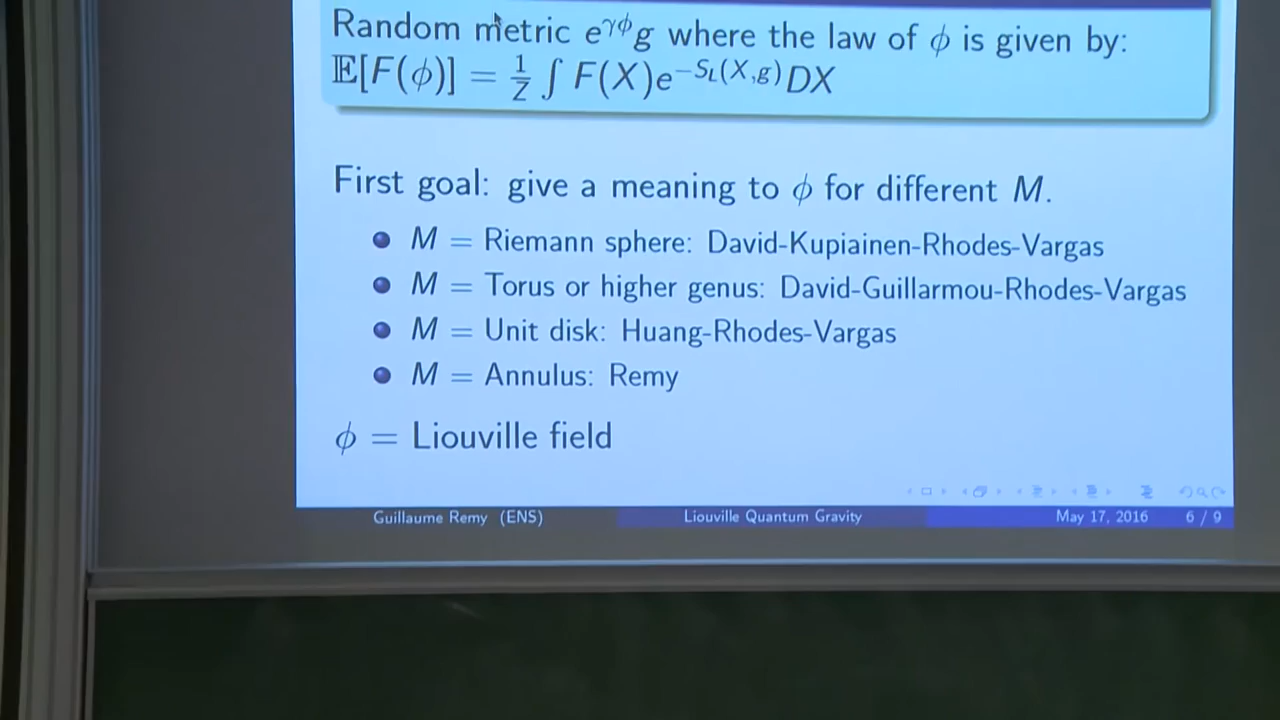 Random metric e^{γϕ}g where the law of ϕ is given by:
𝔼[F(ϕ)] = 1/Z ∫ F(X)e^{−S_L(X,g)}DX
First goal: give a meaning to ϕ for different M.
M = Riemann sphere: David-Kupiainen-Rhodes-Vargas
M = Torus or higher genus: David-Guillarmou-Rhodes-Vargas
M = Unit disk: Huang-Rhodes-Vargas
M = Annulus: Remy
ϕ = Liouville field
Guillaume Remy (ENS) Liouville Quantum Gravity May 17, 2016 6 / 9